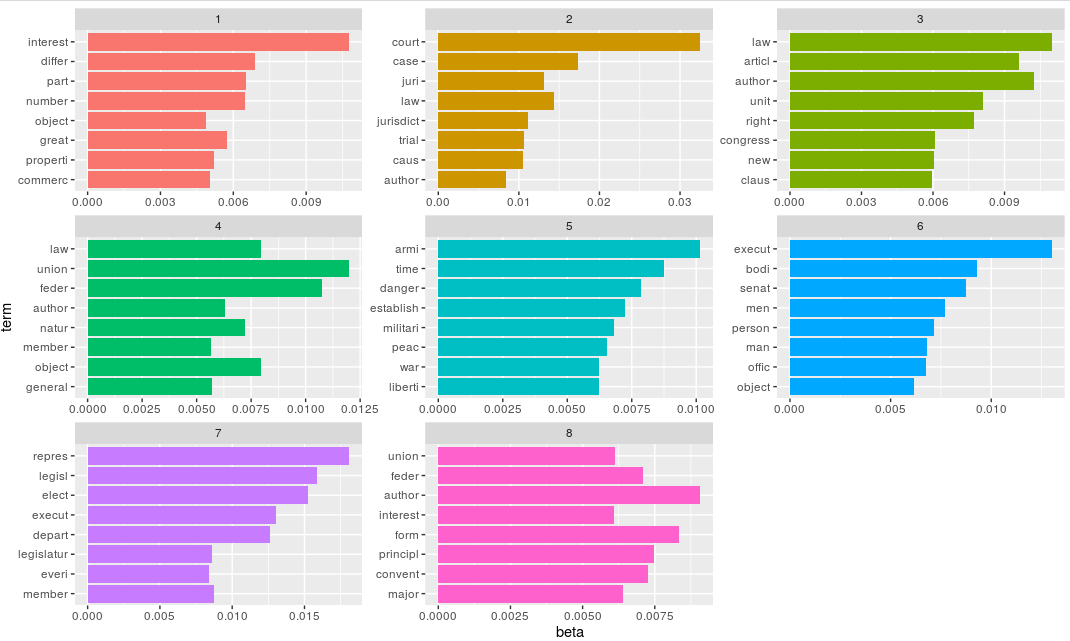 1
interest
differ
part
number
object
great
properti
commerc
0.000 0.003 0.006 0.009
2
court
case
juri
law
jurisdict
trial
caus
author
0.00 0.01 0.02 0.03
3
law
articl
author
unit
right
congress
new
claus
0.000 0.003 0.006 0.009
4
law
union
feder
author
natur
member
object
general
0.0000 0.0025 0.0050 0.0075 0.0100 0.0125
5
armi
time
danger
establish
militari
peac
war
liberti
0.0000 0.0025 0.0050 0.0075 0.0100
6
execut
bodi
senat
men
person
man
offic
object
0.000 0.005 0.010
7
repres
legisl
elect
execut
depart
legislatur
everi
member
0.000 0.005 0.010 0.015
8
union
feder
author
interest
form
principl
convent
major
0.0000 0.0025 0.0050 0.0075
term
beta